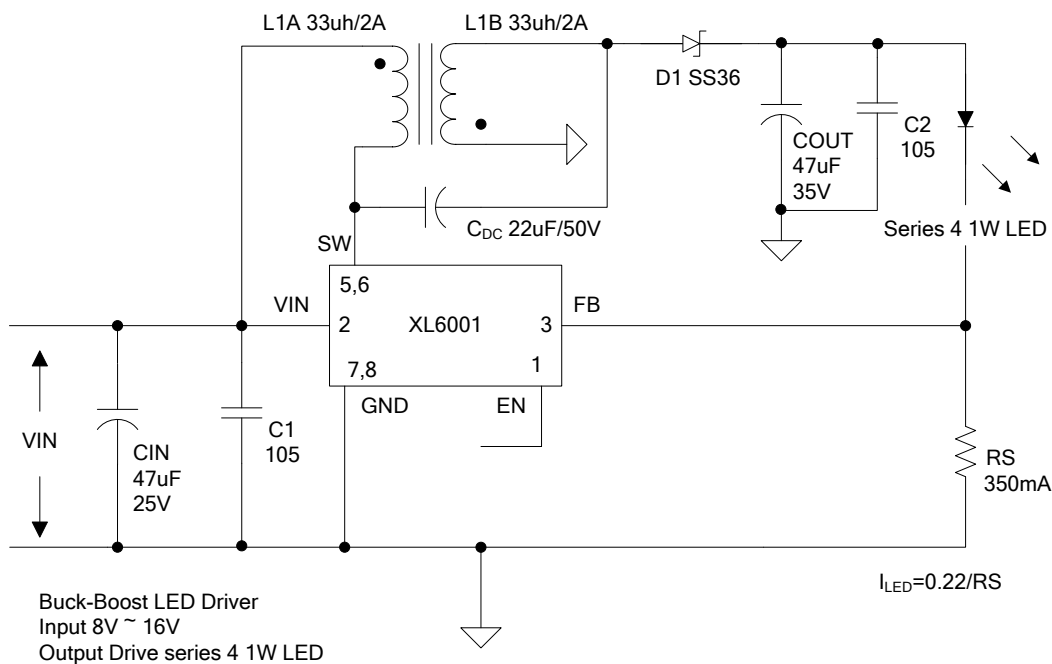 L1A 33uh/2A
L1B 33uh/2A
D1 SS36
COUT
47uF
35V
C2
105
C_DC 22uF/50V
Series 4 1W LED
SW
5,6
VIN
2
XL6001
3
FB
7,8
1
GND
EN
VIN
CIN
47uF
25V
C1
105
RS
350mA
I_LED=0.22/RS
Buck-Boost LED Driver
Input 8V ~ 16V
Output Drive series 4 1W LED